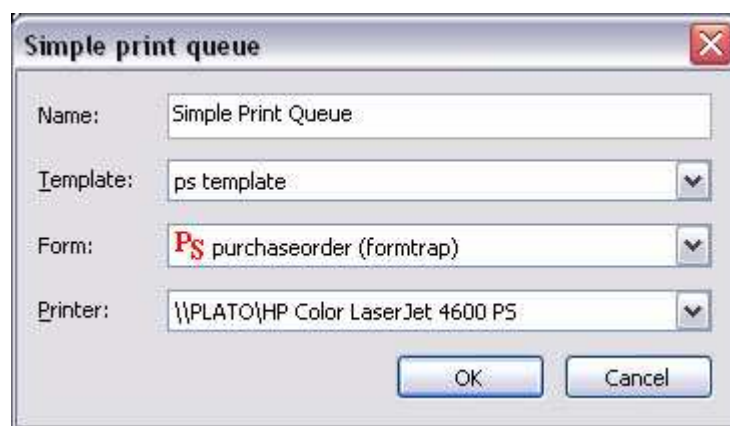 Simple print queue
Name: Simple Print Queue
Template: ps template
Form: PS purchaseorder (formtrap)
Printer: \\PLATO\HP Color LaserJet 4600 PS
OK Cancel